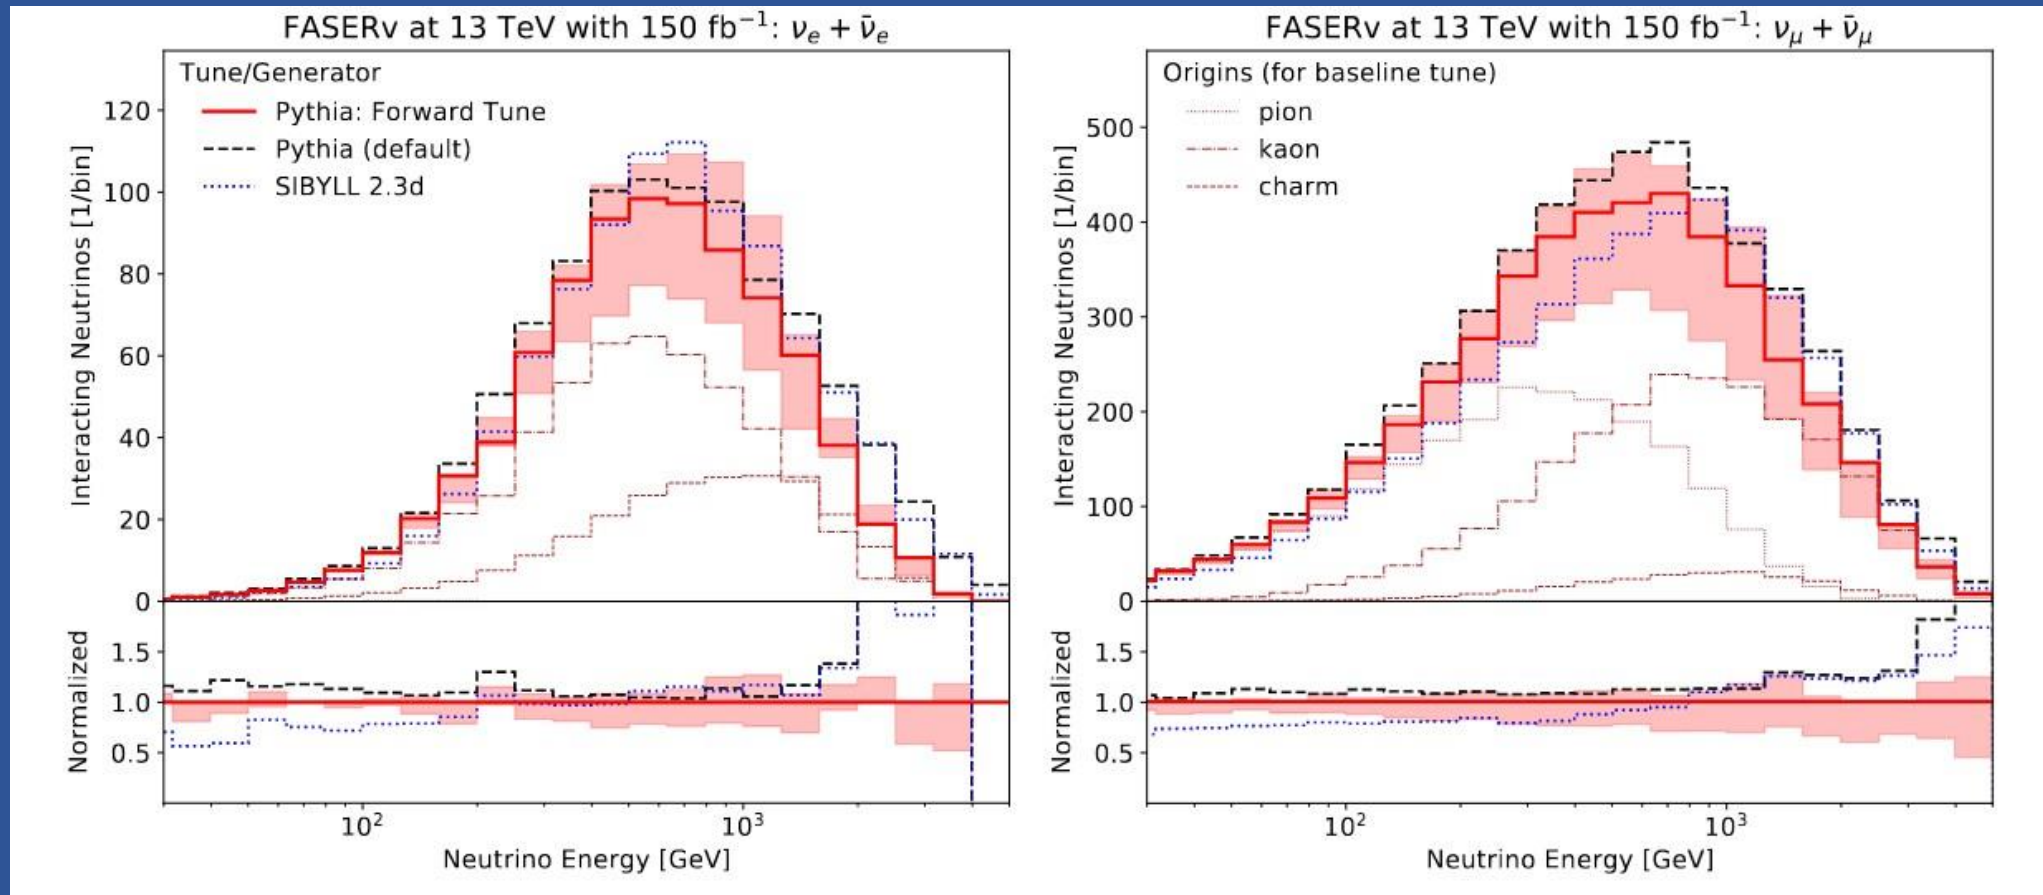 FASERν at 13 TeV with 150 fb⁻¹: νₑ + ν̄ₑ
Tune/Generator
Pythia: Forward Tune
Pythia (default)
SIBYLL 2.3d
Interacting Neutrinos [1/bin]
120
100
80
60
40
20
0
Normalized
1.5
1.0
0.5
10²
10³
Neutrino Energy [GeV]
FASERν at 13 TeV with 150 fb⁻¹: ν_μ + ν̄_μ
Origins (for baseline tune)
pion
kaon
charm
Interacting Neutrinos [1/bin]
500
400
300
200
100
0
Normalized
1.5
1.0
0.5
10²
10³
Neutrino Energy [GeV]